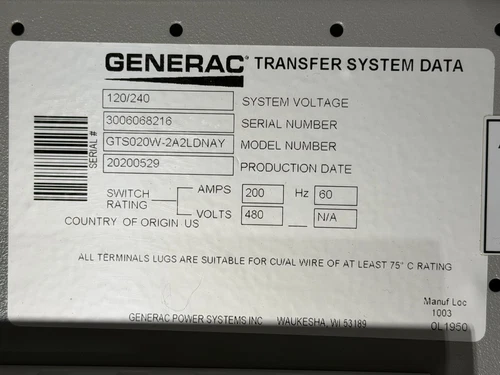 GENERAC® TRANSFER SYSTEM DATA
120/240 SYSTEM VOLTAGE
3006068216 SERIAL NUMBER
GTS020W-2A2LDNAY MODEL NUMBER
20200529 PRODUCTION DATE
SERIAL #
SWITCH RATING AMPS 200 Hz 60
VOLTS 480 N/A
COUNTRY OF ORIGIN US
ALL TERMINALS LUGS ARE SUITABLE FOR CU/AL WIRE OF AT LEAST 75° C RATING
Manuf Loc
GENERAC POWER SYSTEMS INC WAUKESHA, WI 53189 1003
0L1950